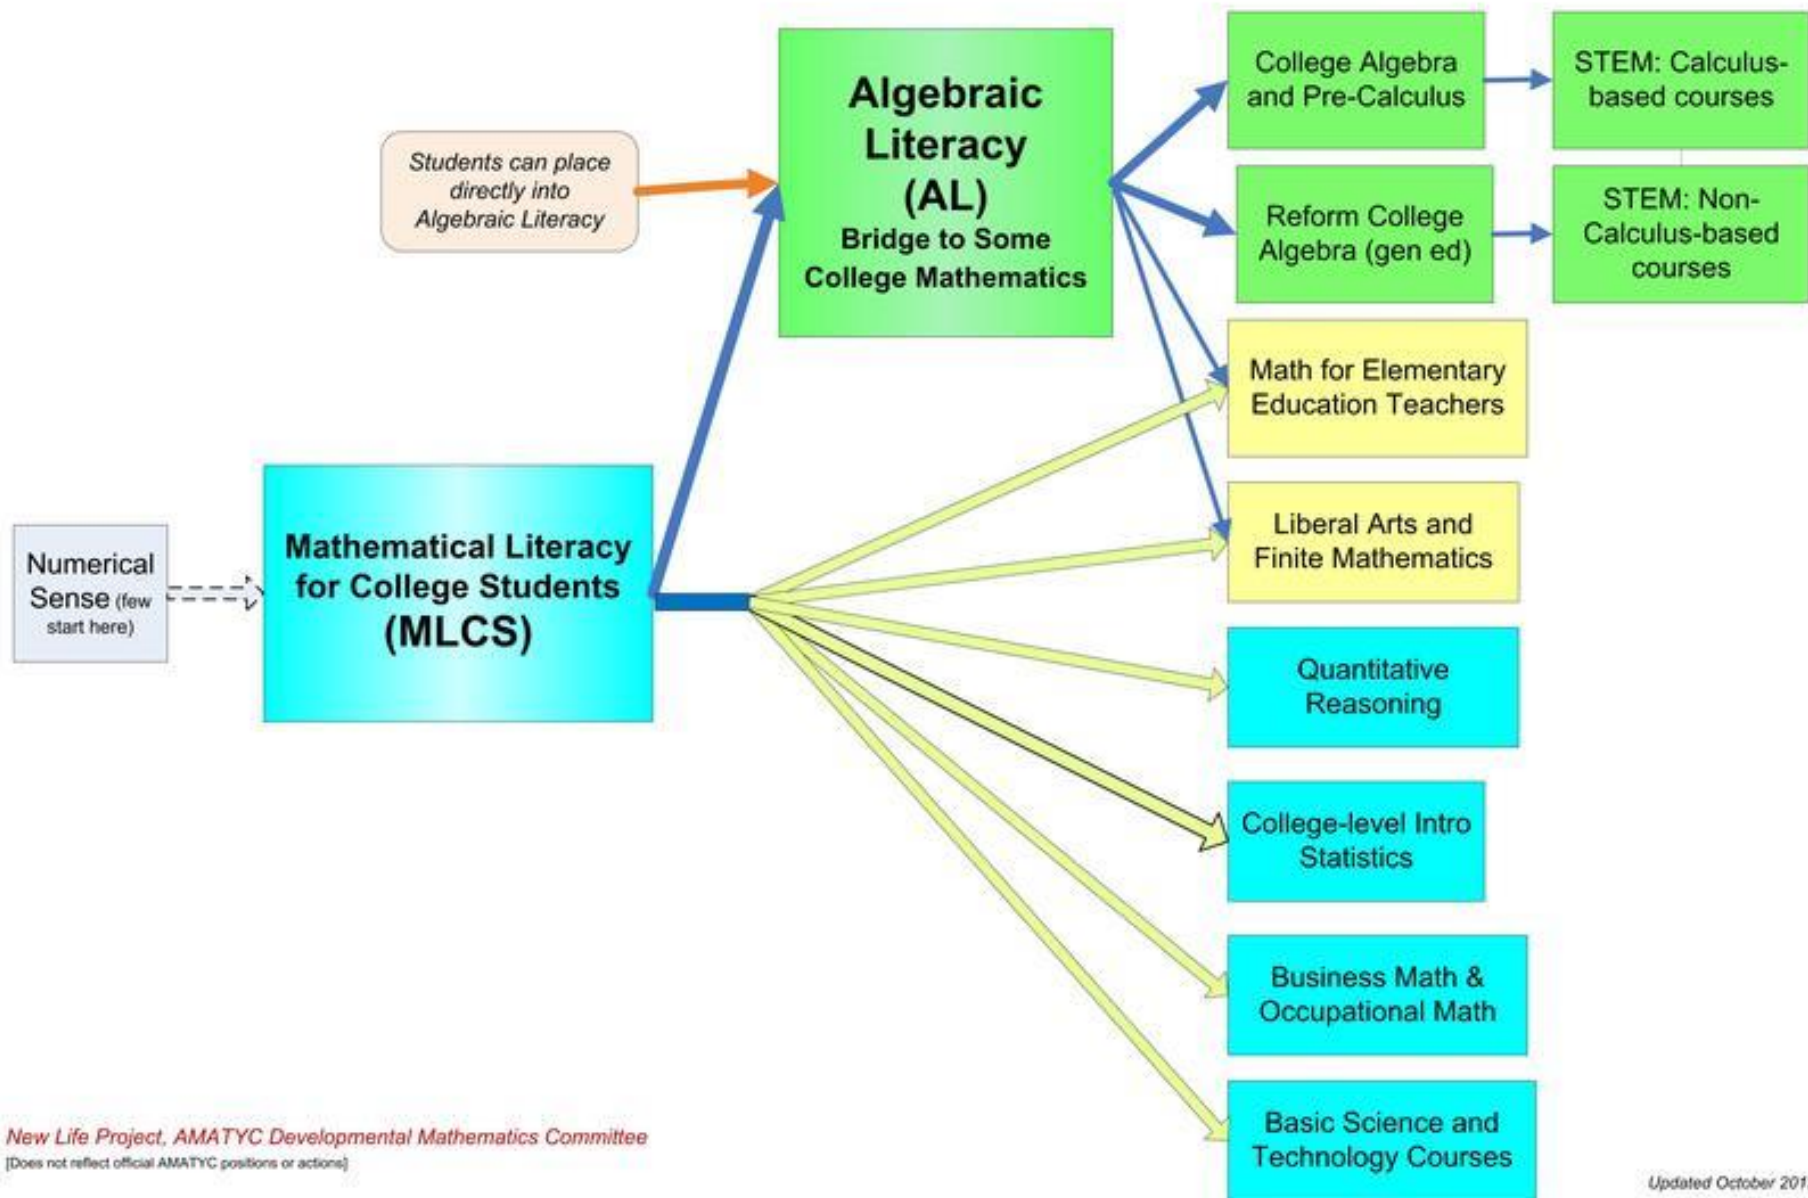 Algebraic
Literacy
(AL)
Bridge to Some
College Mathematics
College Algebra
and Pre-Calculus
STEM: Calculus-
based courses
Students can place
directly into
Algebraic Literacy
Reform College
Algebra (gen ed)
STEM: Non-
Calculus-based
courses
Math for Elementary
Education Teachers
Numerical
Sense (few
start here)
Mathematical Literacy
for College Students
(MLCS)
Liberal Arts and
Finite Mathematics
Quantitative
Reasoning
College-level Intro
Statistics
Business Math &
Occupational Math
Basic Science and
Technology Courses
New Life Project, AMATYC Developmental Mathematics Committee
[Does not reflect official AMATYC positions or actions]
Updated October 201